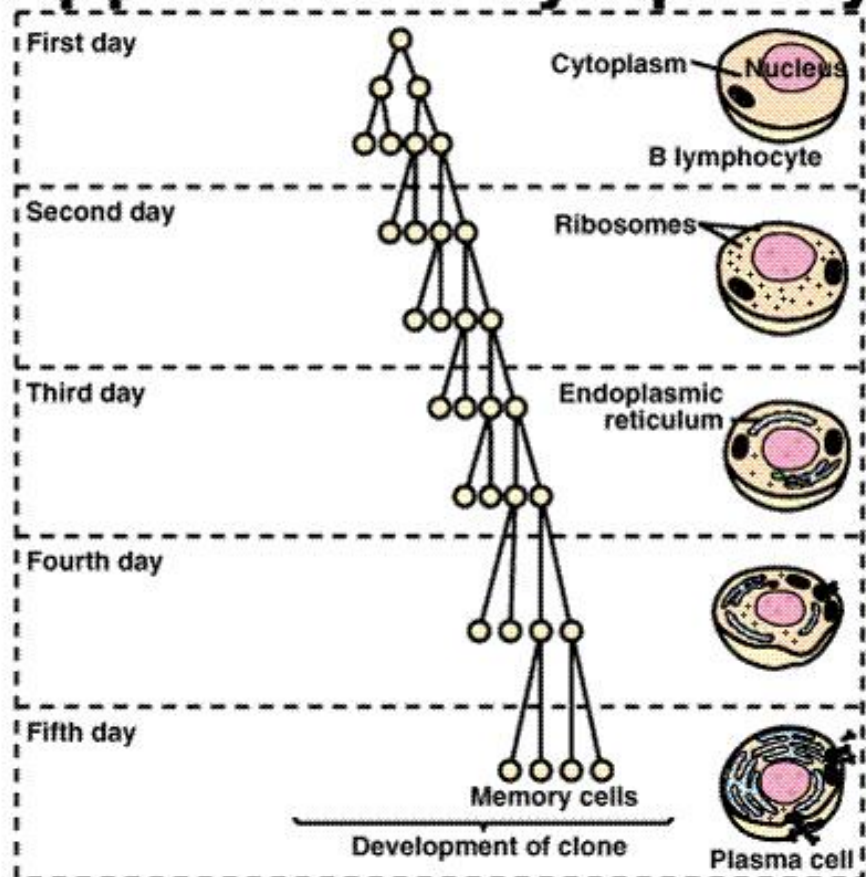 First day
Cytoplasm
Nucleus
B lymphocyte
Second day
Ribosomes
Third day
Endoplasmic
reticulum
Fourth day
Fifth day
Memory cells
Development of clone
Plasma cell